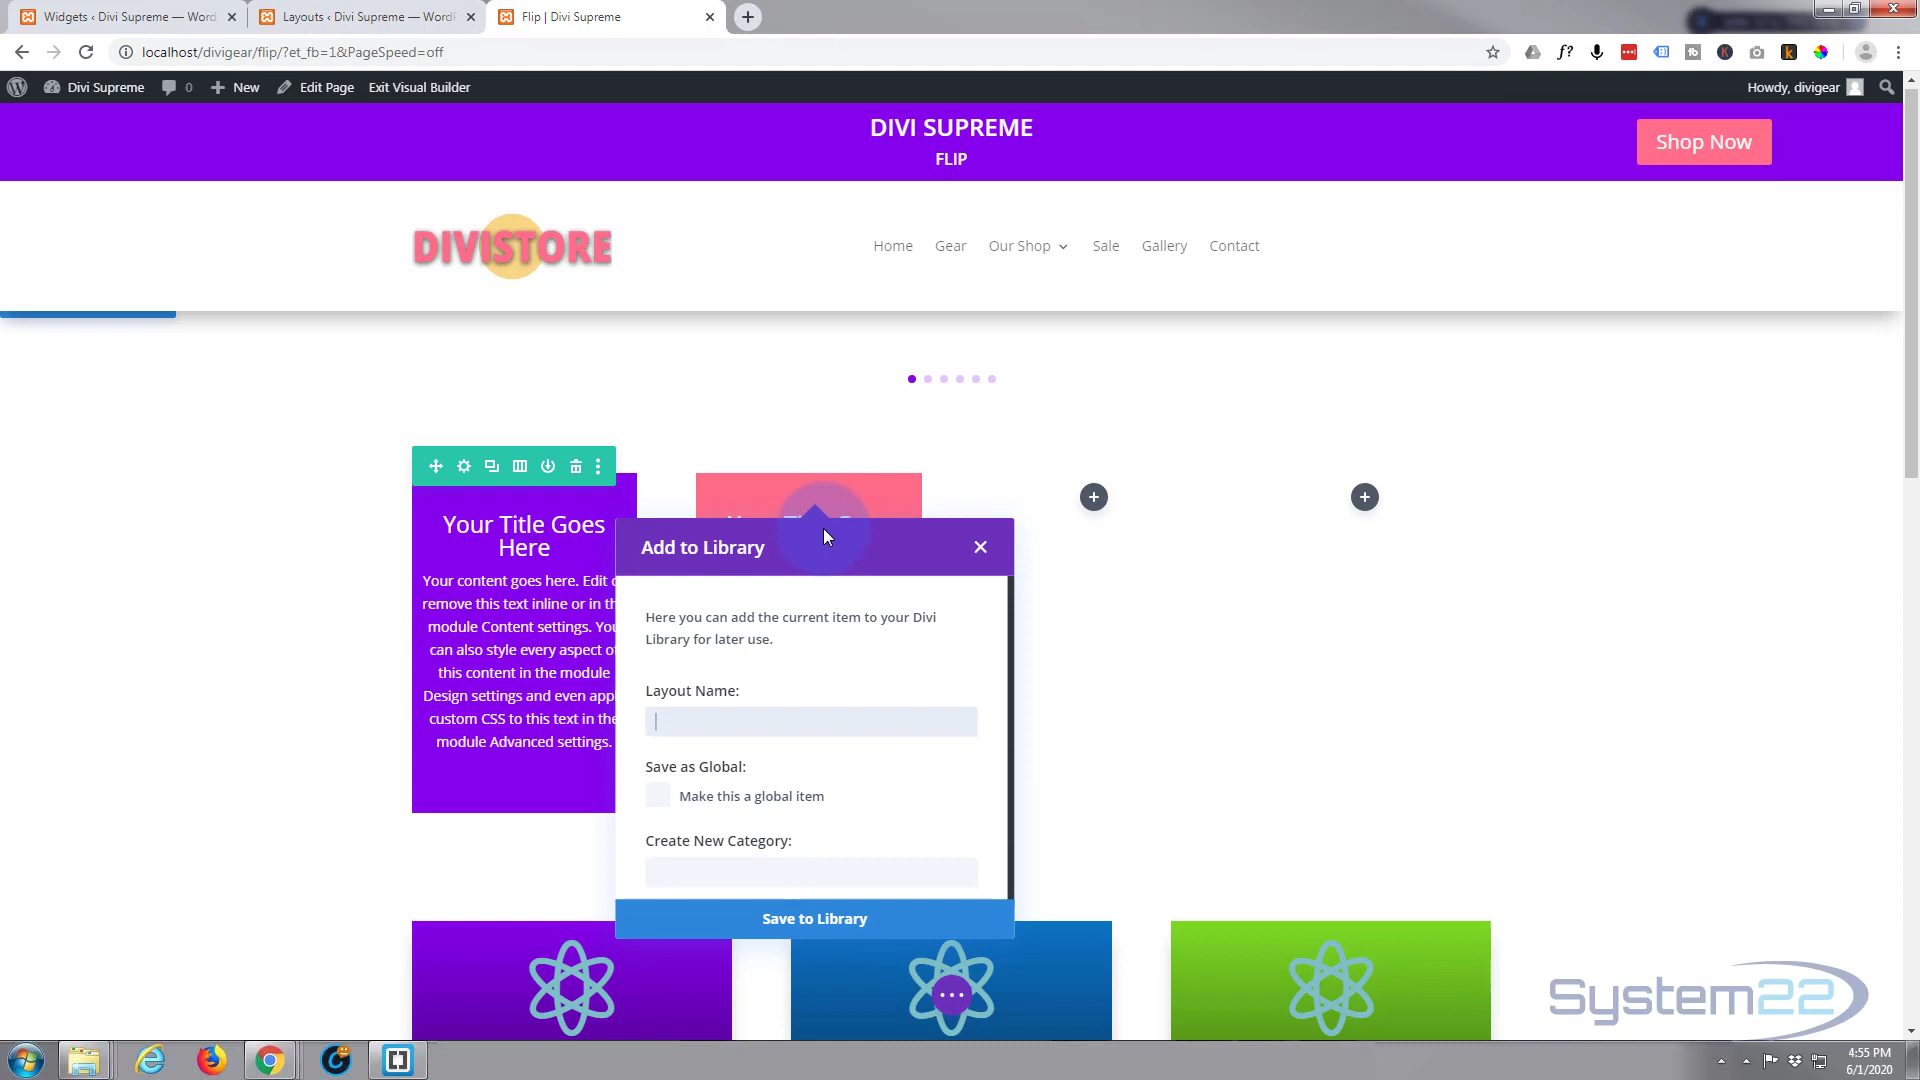 Widgets ‹ Divi Supreme — Word
Layouts ‹ Divi Supreme — WordP
Flip | Divi Supreme
localhost/divigear/flip/?et_fb=1&PageSpeed=off
Divi Supreme 0 New Edit Page Exit Visual Builder Howdy, divigear
DIVI SUPREME
FLIP
Shop Now
DIVISTORE
Home Gear Our Shop Sale Gallery Contact
Your Title Goes
Here
Your content goes here. Edit o
remove this text inline or in th
module Content settings. You
can also style every aspect of
this content in the module
Design settings and even appl
custom CSS to this text in the
module Advanced settings.
Add to Library
Here you can add the current item to your Divi
Library for later use.
Layout Name:
Save as Global:
Make this a global item
Create New Category:
Save to Library
System22
4:55 PM
6/1/2020